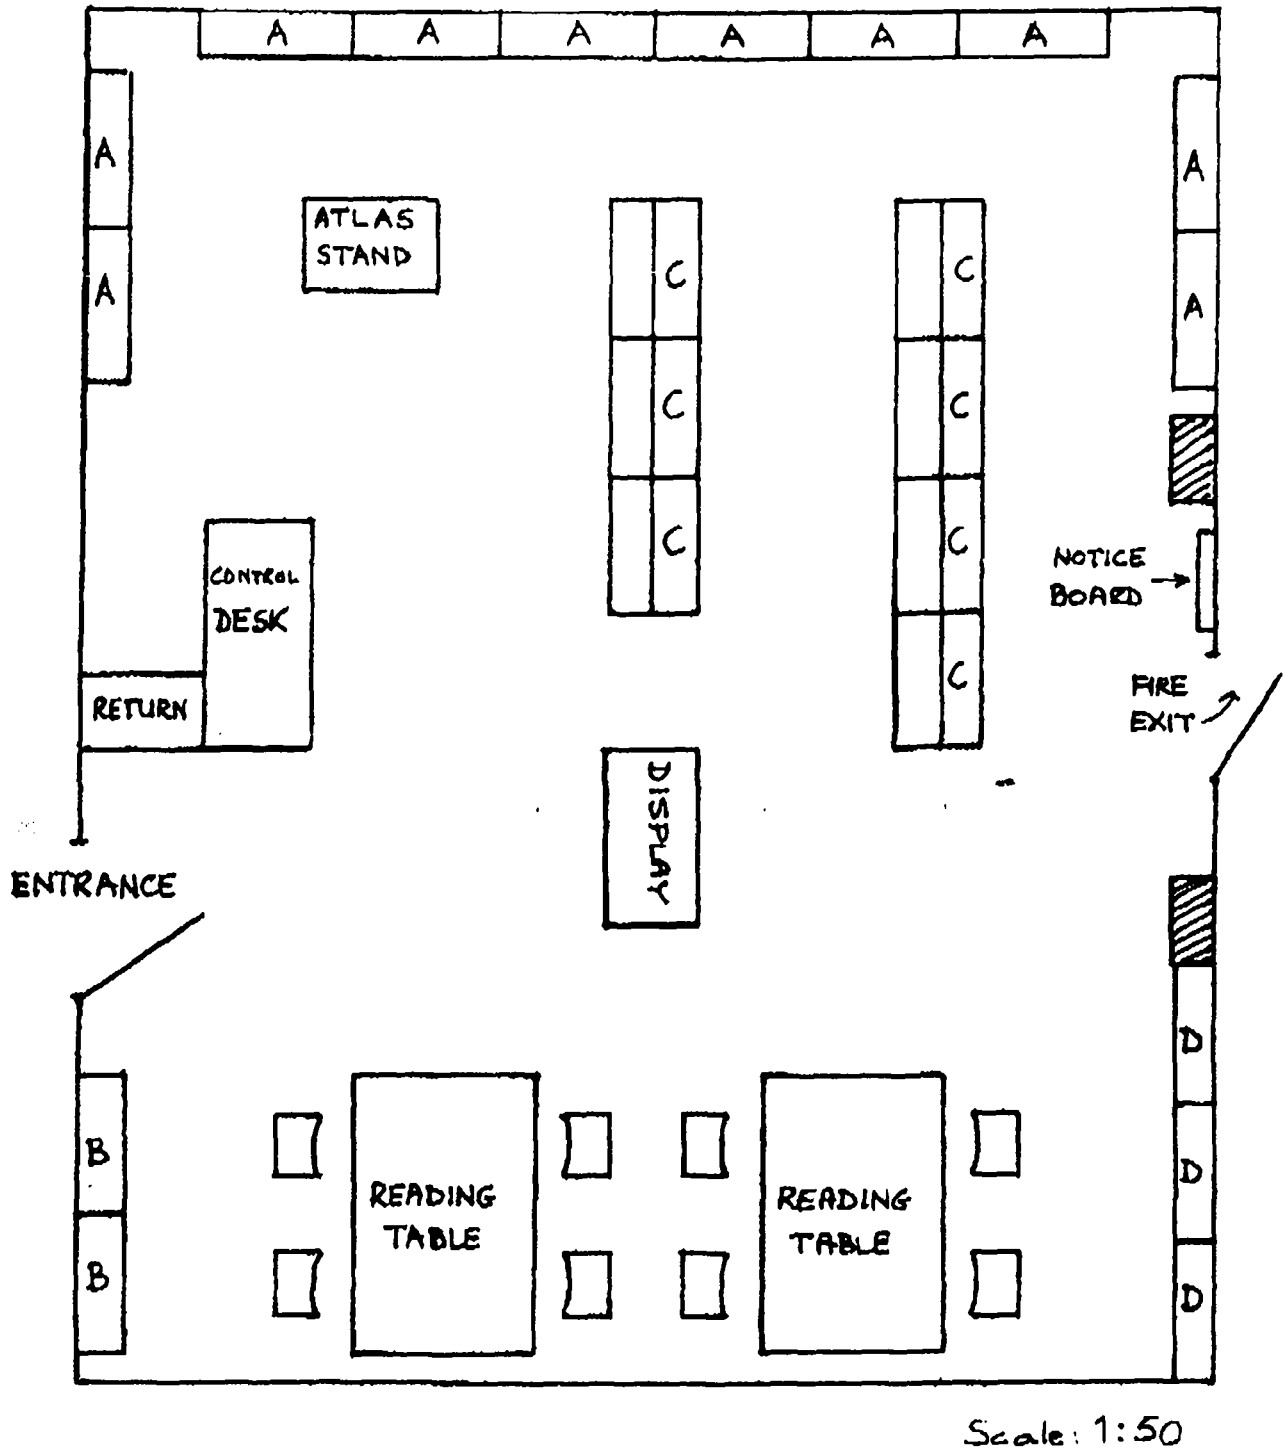 A A A A A A
A
A
A
A
ATLAS
STAND
C
C
C
C
C
C
C
CONTROL
DESK
RETURN
NOTICE
BOARD
FIRE
EXIT
DISPLAY
ENTRANCE
B
B
READING
TABLE
READING
TABLE
D
D
D
Scale: 1:50